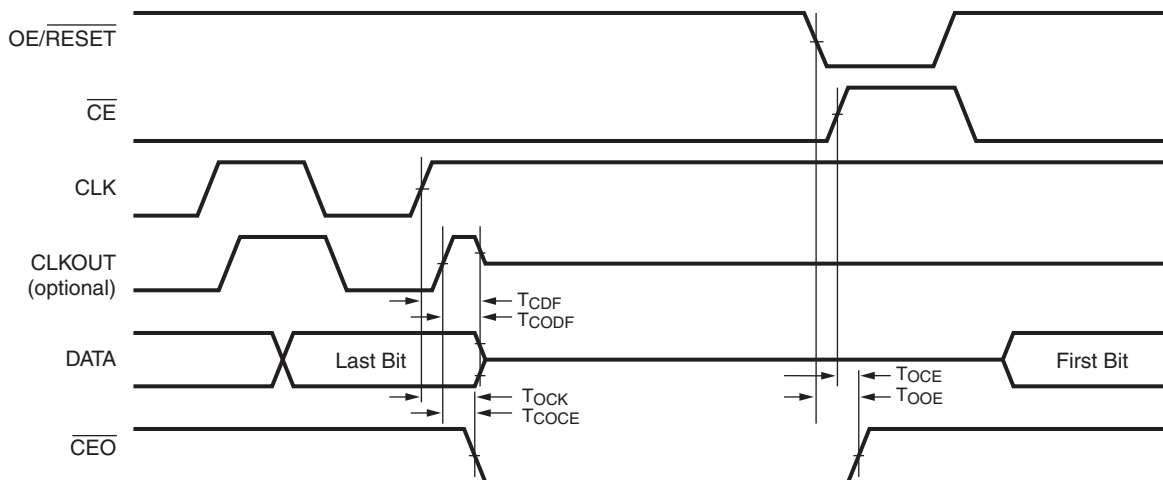 OE/RESET
CE
CLK
CLKOUT
(optional)
TCDF
TCODF
DATA
Last Bit
First Bit
TOCE
TOOE
TOCK
TCOCE
CEO